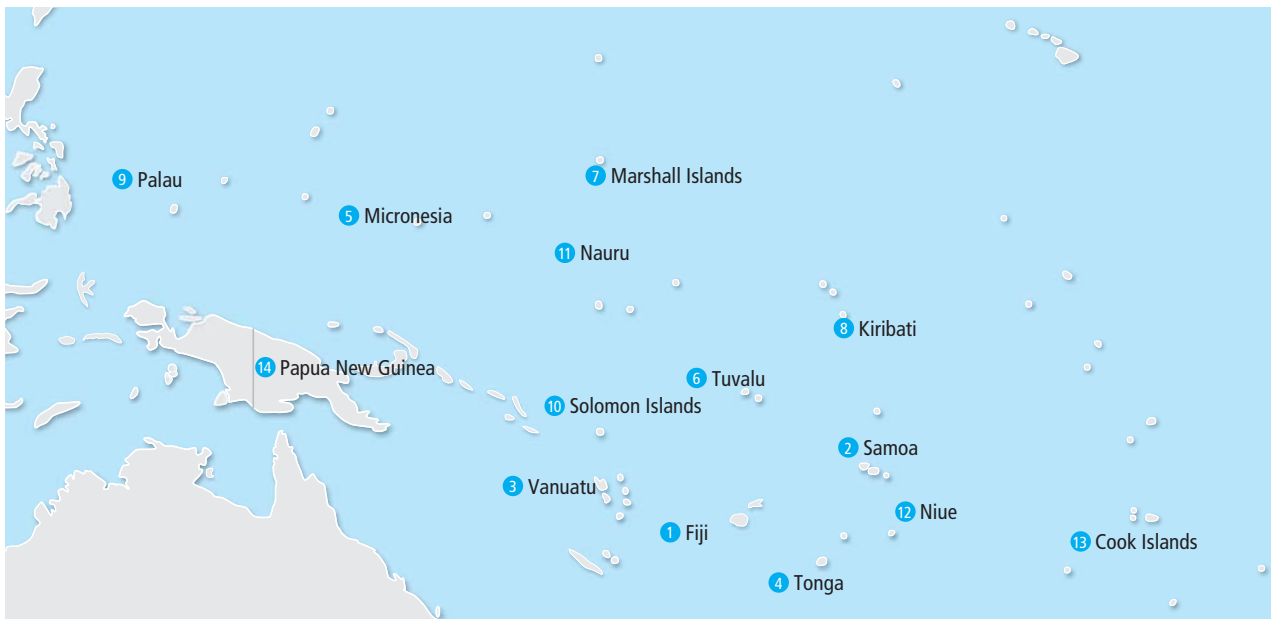 9 Palau
7 Marshall Islands
5 Micronesia
11 Nauru
8 Kiribati
14 Papua New Guinea
6 Tuvalu
10 Solomon Islands
2 Samoa
3 Vanuatu
12 Niue
1 Fiji
13 Cook Islands
4 Tonga